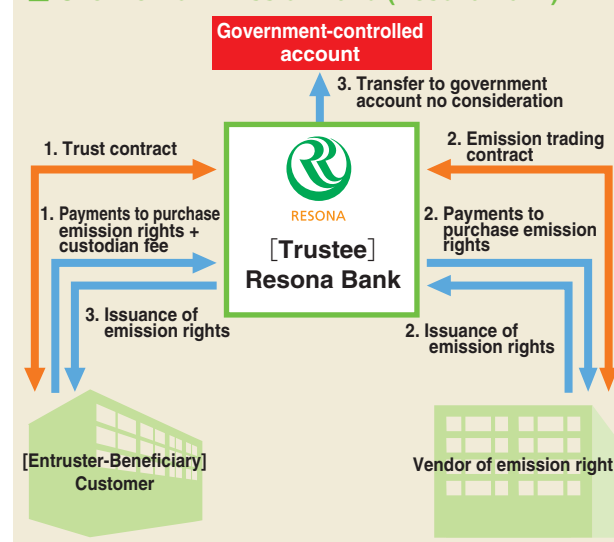 Government-controlled
account
3. Transfer to government
account no consideration
1. Trust contract
2. Emission trading
contract
RESONA
[Trustee]
Resona Bank
1. Payments to purchase
emission rights +
custodian fee
2. Payments to
purchase emission
rights
3. Issuance of
emission rights
2. Issuance of
emission rights
[Entruster-Beneficiary]
Customer
Vendor of emission right